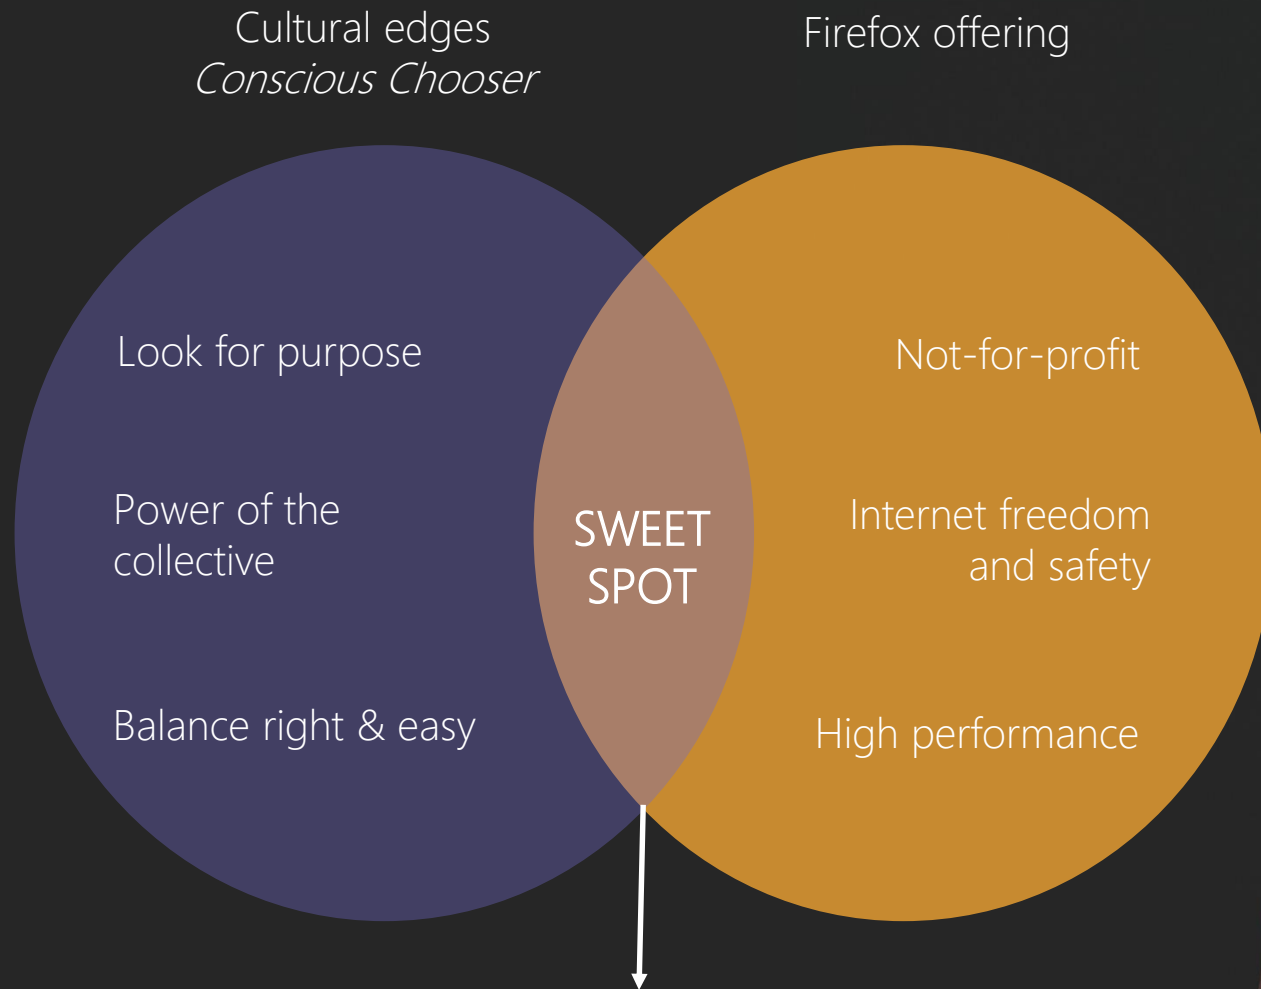 Cultural edges
Conscious Chooser
Firefox offering
Look for purpose
Power of the
collective
Balance right & easy
SWEET
SPOT
Not-for-profit
Internet freedom
and safety
High performance